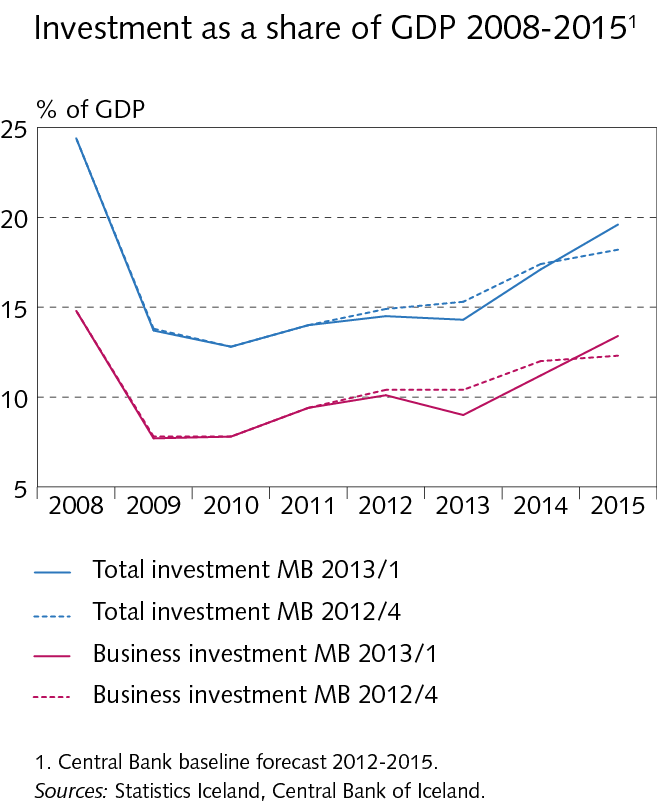 Investment as a share of GDP 2008-2015¹
% of GDP
25
20
15
10
5
2008 2009 2010 2011 2012 2013 2014 2015
Total investment MB 2013/1
Total investment MB 2012/4
Business investment MB 2013/1
Business investment MB 2012/4
1. Central Bank baseline forecast 2012-2015.
Sources: Statistics Iceland, Central Bank of Iceland.